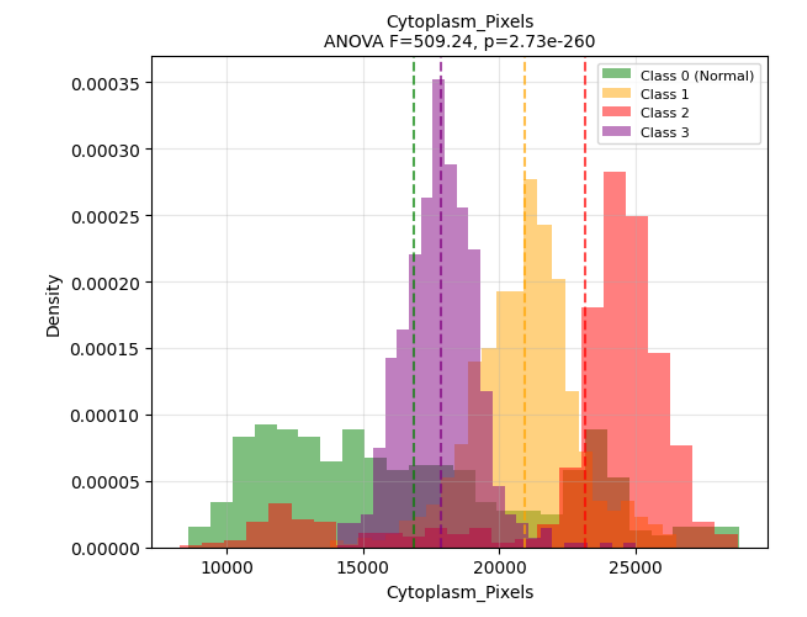 Cytoplasm_Pixels
ANOVA F=509.24, p=2.73e-260
Class 0 (Normal)
Class 1
Class 2
Class 3
0.00035
0.00030
0.00025
0.00020
0.00015
0.00010
0.00005
0.00000
Density
10000
15000
20000
25000
Cytoplasm_Pixels